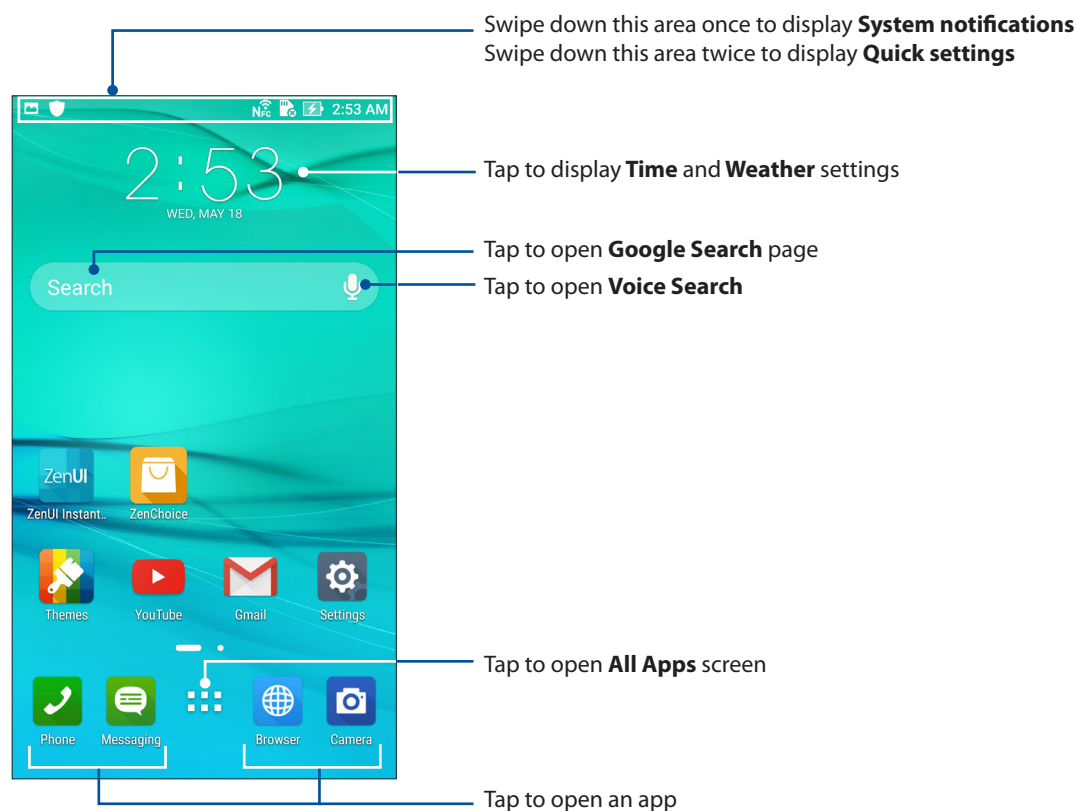 Swipe down this area once to display System notifications
Swipe down this area twice to display Quick settings
NFC 2:53 AM
2:53
WED, MAY 18
Tap to display Time and Weather settings
Tap to open Google Search page
Search
Tap to open Voice Search
ZenUI
ZenUI Instant.. ZenChoice
Themes YouTube Gmail Settings
Tap to open All Apps screen
Phone Messaging Browser Camera
Tap to open an app